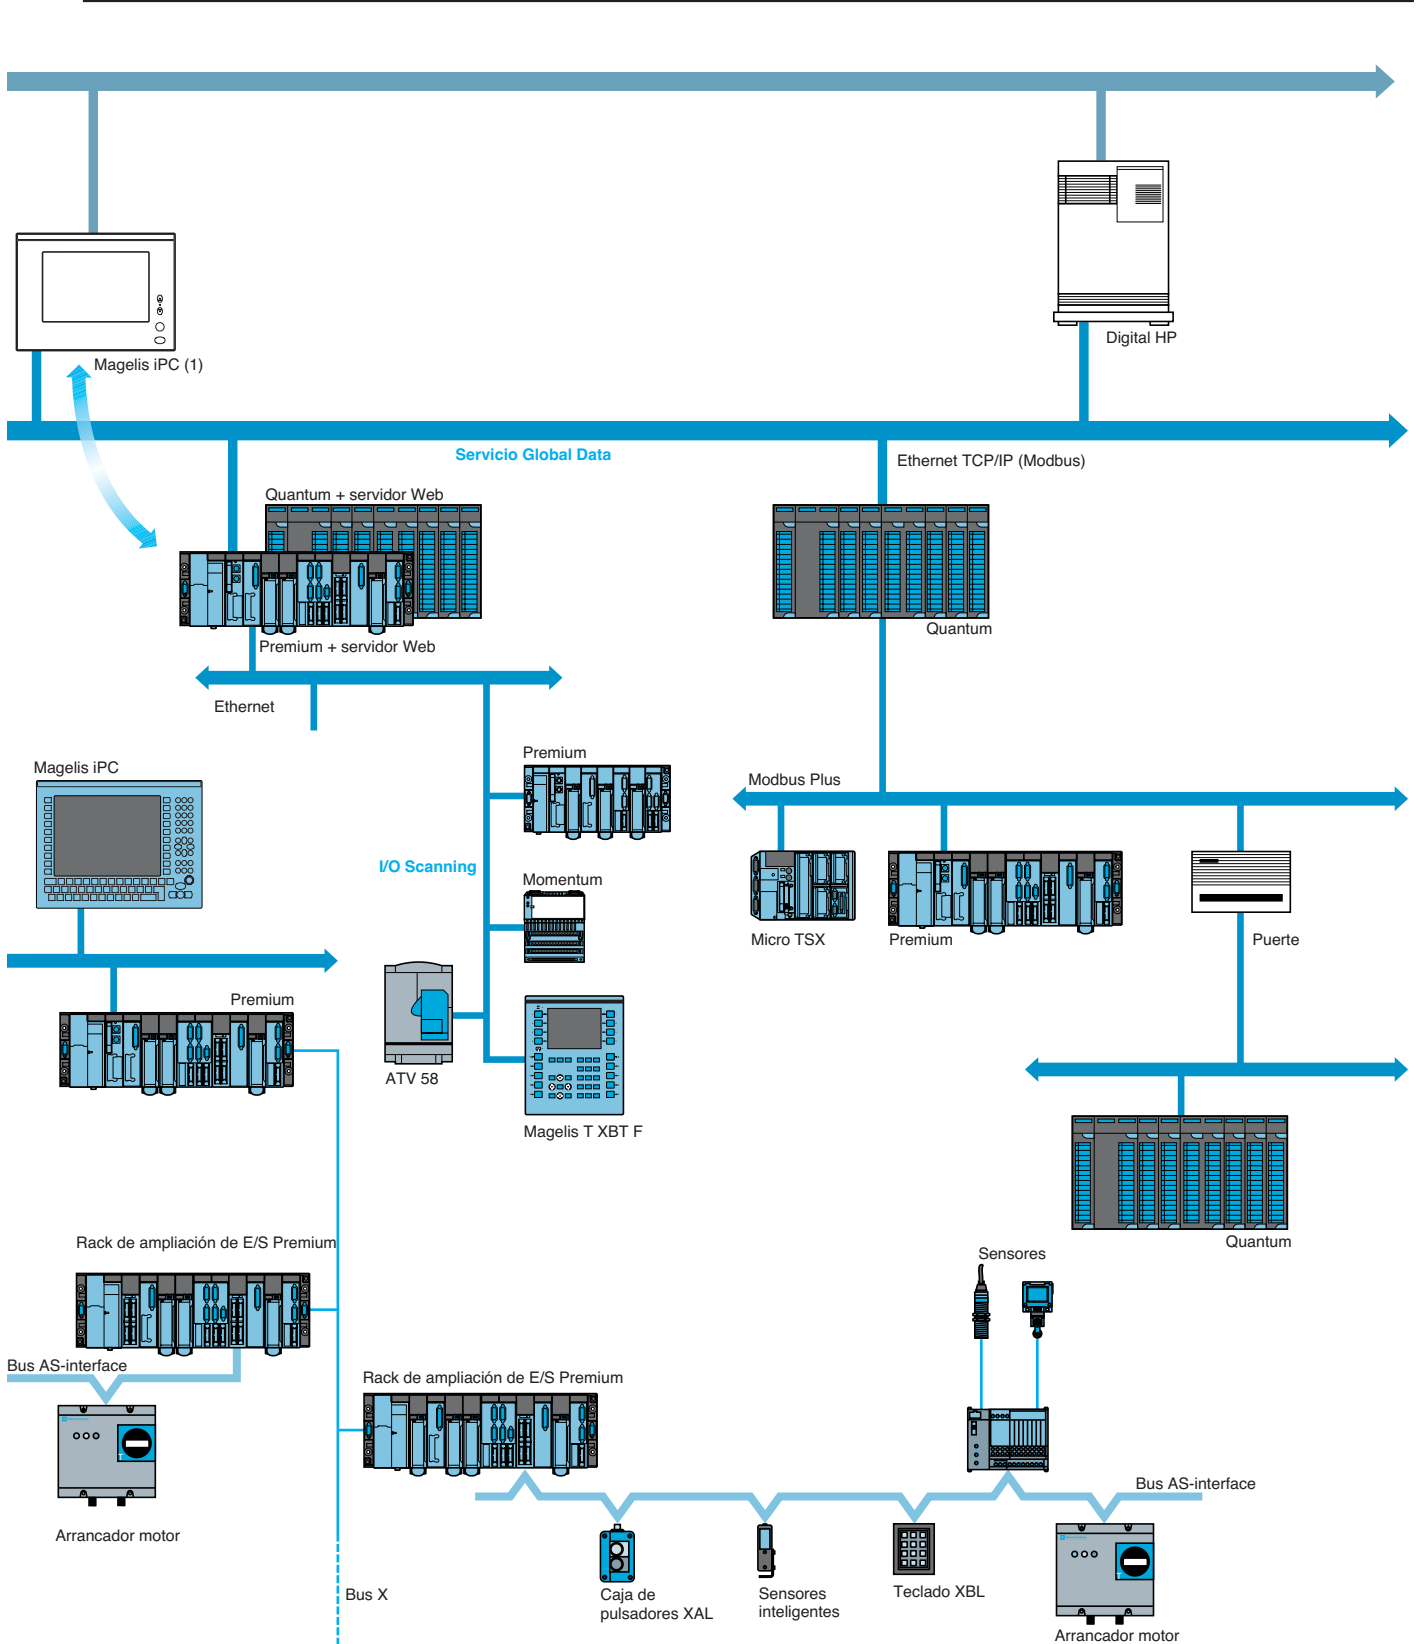 Digital HP
Magelis iPC (1)
Servicio Global Data
Ethernet TCP/IP (Modbus)
Quantum + servidor Web
Quantum
Premium + servidor Web
Ethernet
Premium
Magelis iPC
Modbus Plus
I/O Scanning
Momentum
Micro TSX
Premium
Puerte
Premium
ATV 58
Magelis T XBT F
Rack de ampliación de E/S Premium
Quantum
Sensores
Bus AS-interface
Rack de ampliación de E/S Premium
Bus AS-interface
Arrancador motor
Bus X
Caja de
pulsadores XAL
Sensores
inteligentes
Teclado XBL
Arrancador motor